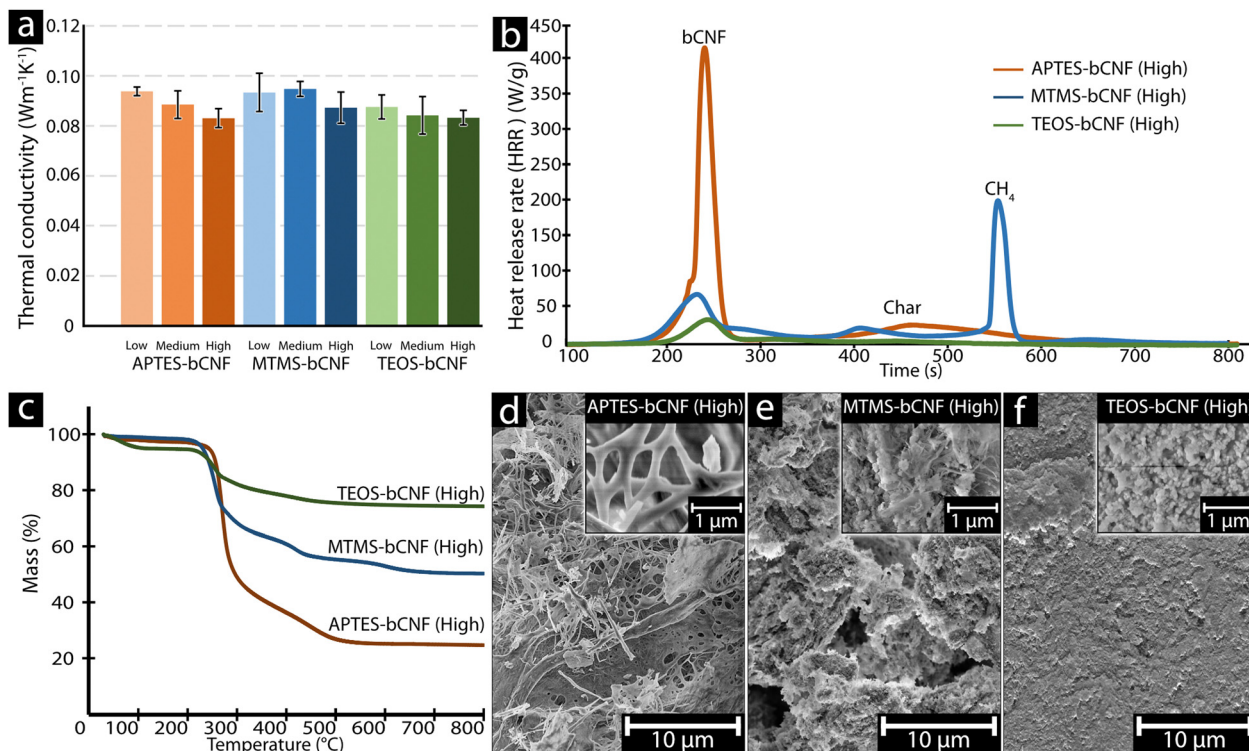 a
Thermal conductivity (Wm⁻¹K⁻¹)
0.12
0.10
0.08
0.06
0.04
0.02
0
Low Medium High Low Medium High Low Medium High
APTES-bCNF MTMS-bCNF TEOS-bCNF
b
Heat release rate (HRR ) (W/g)
450
400
350
300
250
200
150
100
50
0
bCNF
APTES-bCNF (High)
MTMS-bCNF (High)
TEOS-bCNF (High)
CH₄
Char
100 200 300 400 500 600 700 800
Time (s)
c
Mass (%)
100
80
60
40
20
TEOS-bCNF (High)
MTMS-bCNF (High)
APTES-bCNF (High)
0 100 200 300 400 500 600 700 800
Temperature (°C)
d
APTES-bCNF (High)
1 µm
10 µm
e
MTMS-bCNF (High)
1 µm
10 µm
f
TEOS-bCNF (High)
1 µm
10 µm